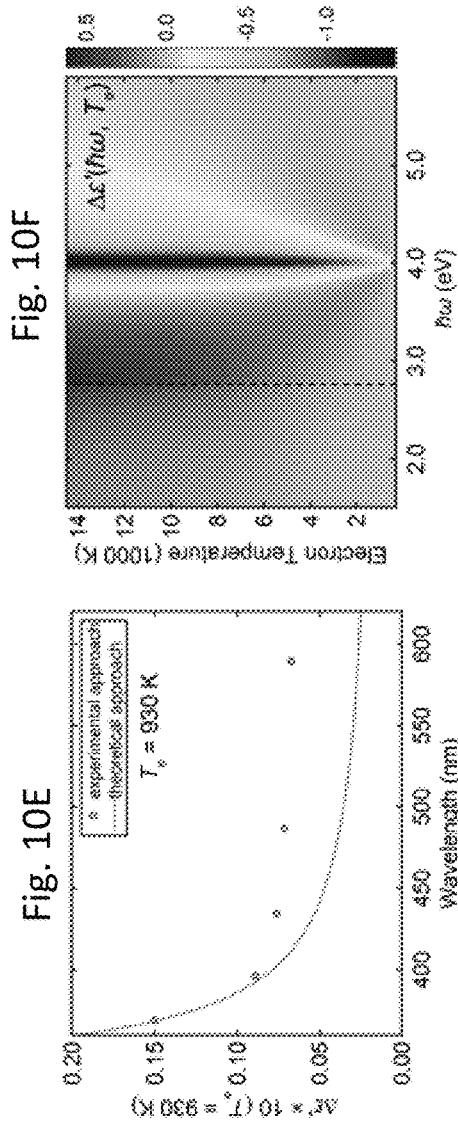 Fig. 10E
0.20
0.15
0.10
0.05
0.00
Δε' × 10 (Tₑ = 930 K)
experimental approach
theoretical approach
Tₑ = 930 K
400
450
500
550
600
Wavelength (nm)
Fig. 10F
14
12
10
8
6
4
2
Electron Temperature (1000 K)
Δε'(ħω, Tₑ)
2.0
3.0
4.0
5.0
ħω (eV)
0.5
0.0
-0.5
-1.0